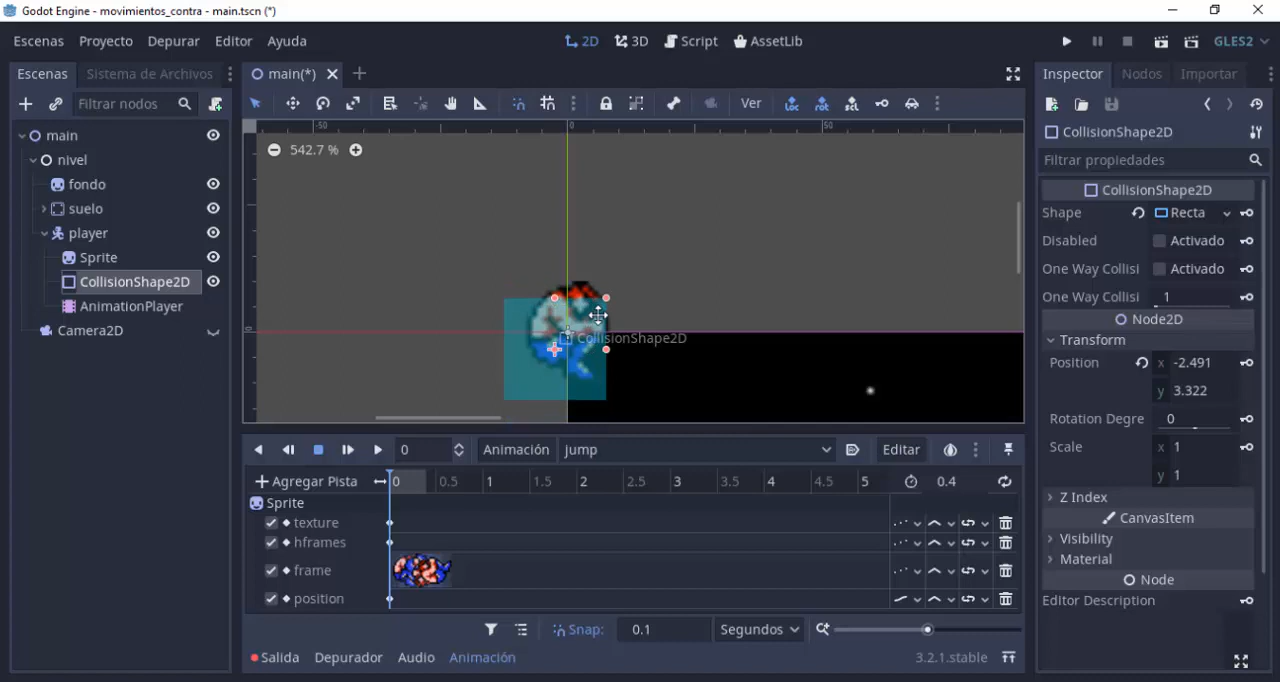 Godot Engine - movimientos_contra - main.tscn (*)
Escenas Proyecto Depurar Editor Ayuda 2D 3D Script AssetLib GLES2
Escenas Sistema de Archivos main(*) Inspector Nodos Importar
Filtrar nodos Ver
main
nivel
fondo
suelo
player
Sprite
CollisionShape2D
AnimationPlayer
Camera2D
-50 0 50
542.7 %
0
CollisionShape2D
CollisionShape2D
Filtrar propiedades
CollisionShape2D
Shape Recta
Disabled Activado
One Way Collisi Activado
One Way Collisi 1
Node2D
Transform
Position x -2.491
y 3.322
Rotation Degre 0
Scale x 1
y 1
Z Index
CanvasItem
Visibility
Material
Node
Editor Description
0 Animación jump Editar
Agregar Pista 0 0.5 1 1.5 2 2.5 3 3.5 4 4.5 5 0.4
Sprite
texture
hframes
frame
position
Snap: 0.1 Segundos
Salida Depurador Audio Animación 3.2.1.stable